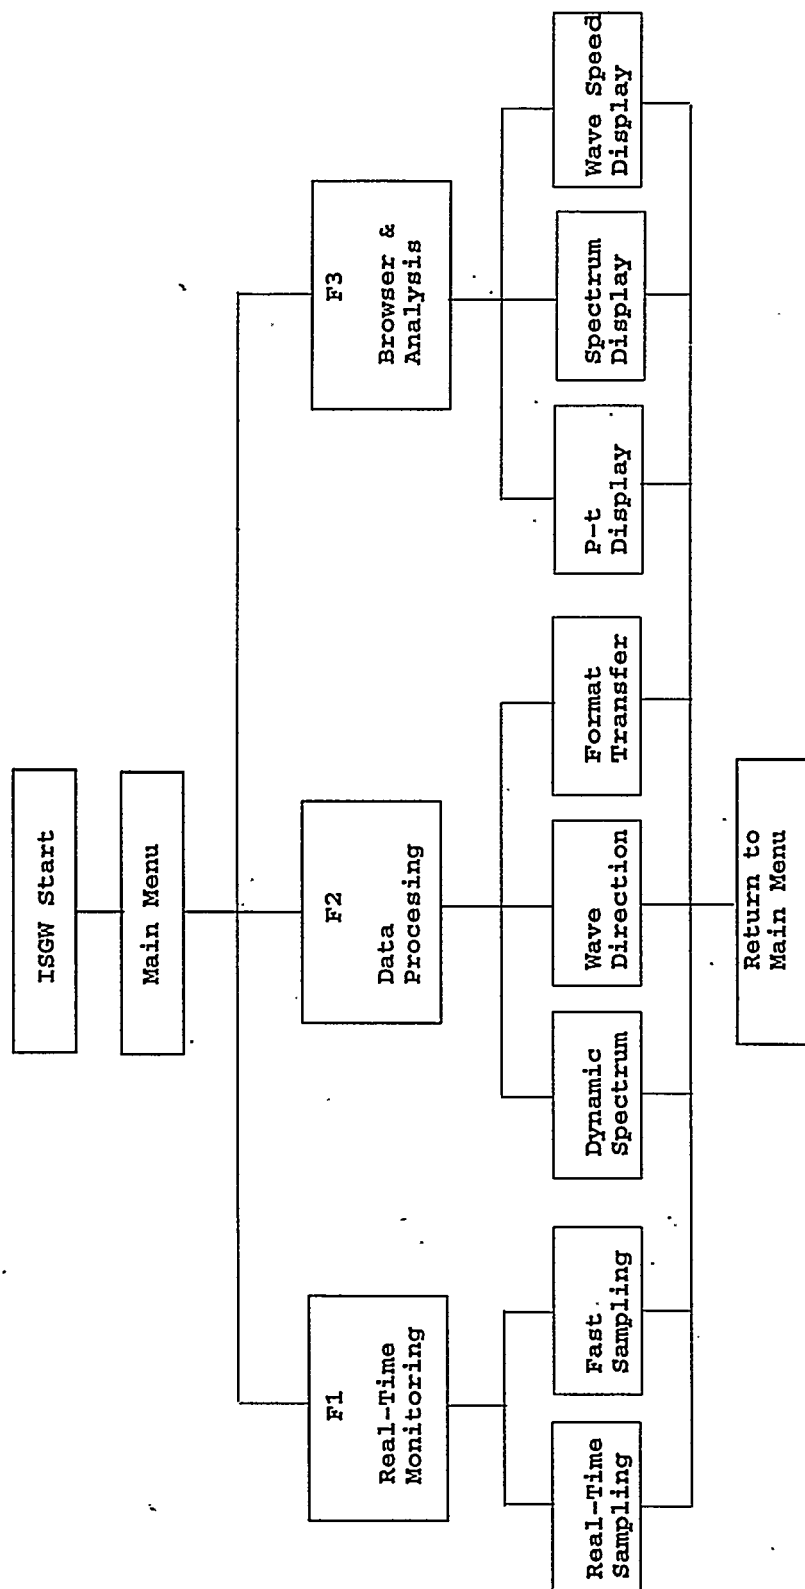 ISGW Start
Main Menu
F1
Real-Time
Monitoring
F2
Data
Procesing
F3
Browser &
Analysis
Real-Time
Sampling
Fast
Sampling
Dynamic
Spectrum
Wave
Direction
Format
Transfer
P-t
Display
Spectrum
Display
Wave Speed
Display
Return to
Main Menu